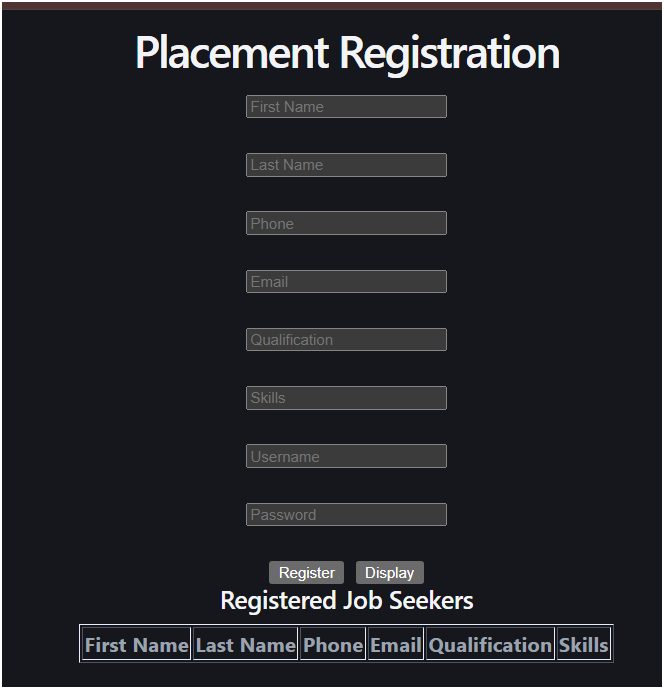 Placement Registration
First Name
Last Name
Phone
Email
Qualification
Skills
Username
Password
Register Display
Registered Job Seekers
First Name Last Name Phone Email Qualification Skills